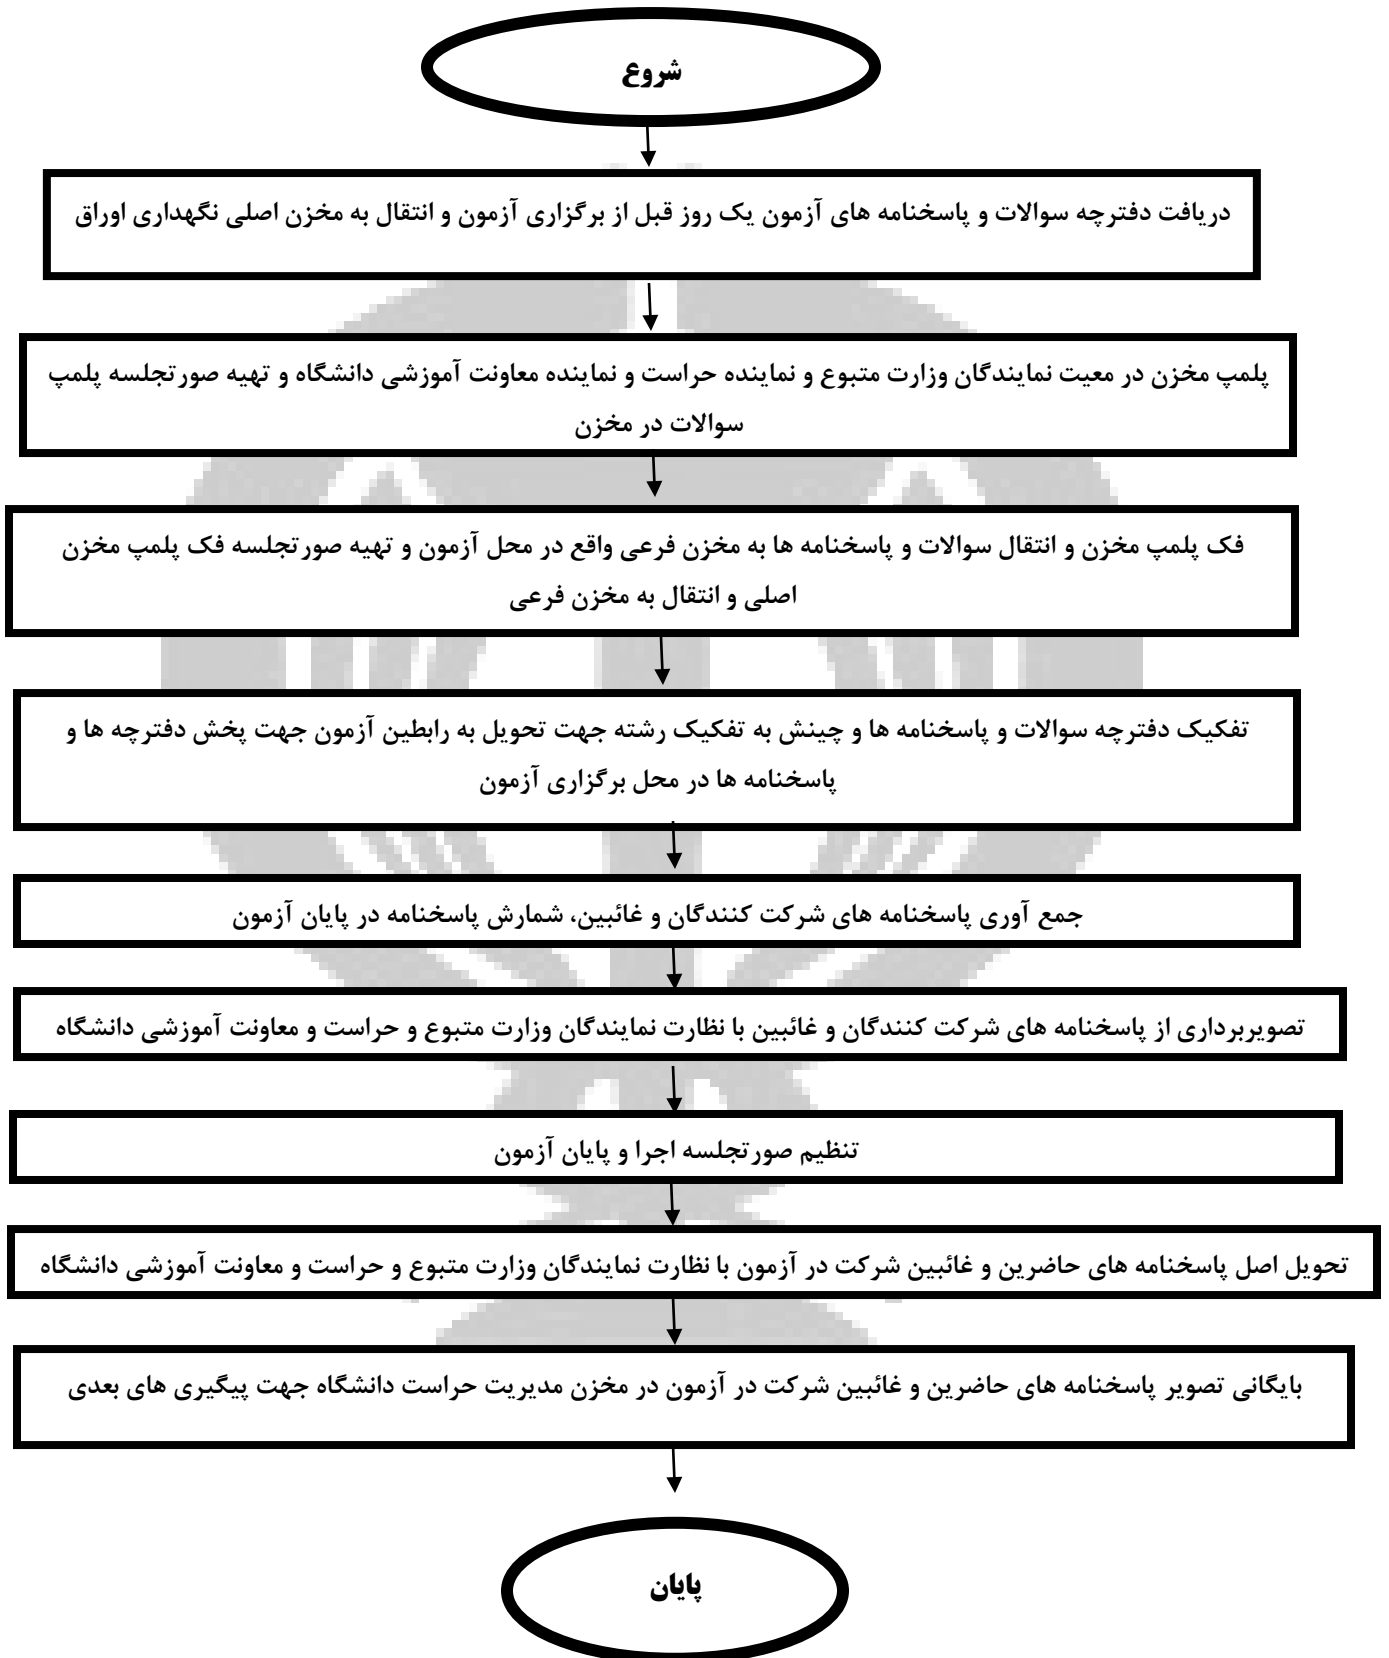 شروع
دریافت دفترچه سوالات و پاسخنامه های آزمون یک روز قبل از برگزاری آزمون و انتقال به مخزن اصلی نگهداری اوراق
پلمپ مخزن در معیت نمایندگان وزارت متبوع و نماینده حراست و نماینده معاونت آموزشی دانشگاه و تهیه صورتجلسه پلمپ
سوالات در مخزن
فک پلمپ مخزن و انتقال سوالات و پاسخنامه ها به مخزن فرعی واقع در محل آزمون و تهیه صورتجلسه فک پلمپ مخزن
اصلی و انتقال به مخزن فرعی
تفکیک دفترچه سوالات و پاسخنامه ها و چینش به تفکیک رشته جهت تحویل به رابطین آزمون جهت پخش دفترچه ها و
پاسخنامه ها در محل برگزاری آزمون
جمع آوری پاسخنامه های شرکت کنندگان و غائبین، شمارش پاسخنامه در پایان آزمون
تصویربرداری از پاسخنامه های شرکت کنندگان و غائبین با نظارت نمایندگان وزارت متبوع و حراست و معاونت آموزشی دانشگاه
تنظیم صورتجلسه اجرا و پایان آزمون
تحویل اصل پاسخنامه های حاضرین و غائبین شرکت در آزمون با نظارت نمایندگان وزارت متبوع و حراست و معاونت آموزشی دانشگاه
بایگانی تصویر پاسخنامه های حاضرین و غائبین شرکت در آزمون در مخزن مدیریت حراست دانشگاه جهت پیگیری های بعدی
پایان